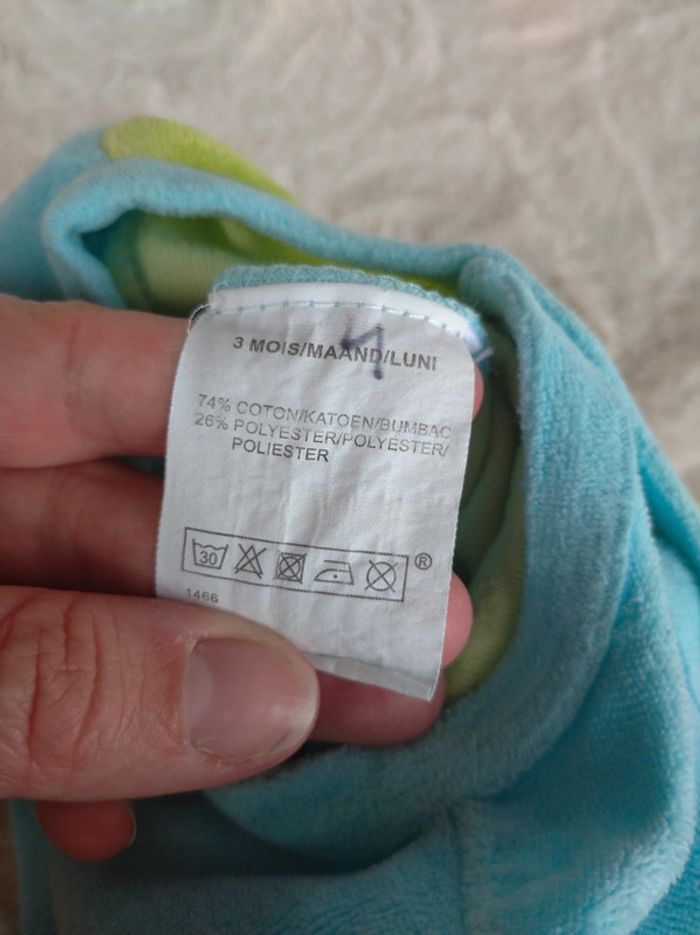 3 MOIS/MAAND/LUNI
74% COTON/KATOEN/BUMBAC
26% POLYESTER/POLYESTER/
POLIESTER
30
®
1466